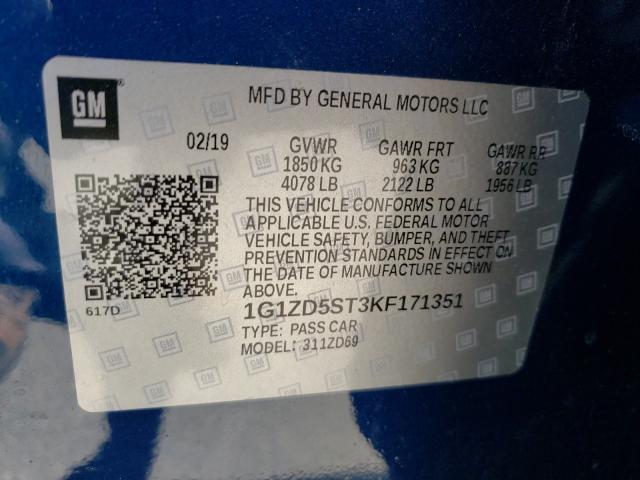 GM
MFD BY GENERAL MOTORS LLC
02/19 GVWR GAWR FRT GAWR RR
1850 KG 963 KG 887 KG
4078 LB 2122 LB 1956 LB
THIS VEHICLE CONFORMS TO ALL
APPLICABLE U.S. FEDERAL MOTOR
VEHICLE SAFETY, BUMPER, AND THEFT
PREVENTION STANDARDS IN EFFECT ON
THE DATE OF MANUFACTURE SHOWN
ABOVE.
617D
1G1ZD5ST3KF171351
TYPE: PASS CAR
MODEL: 311ZD69